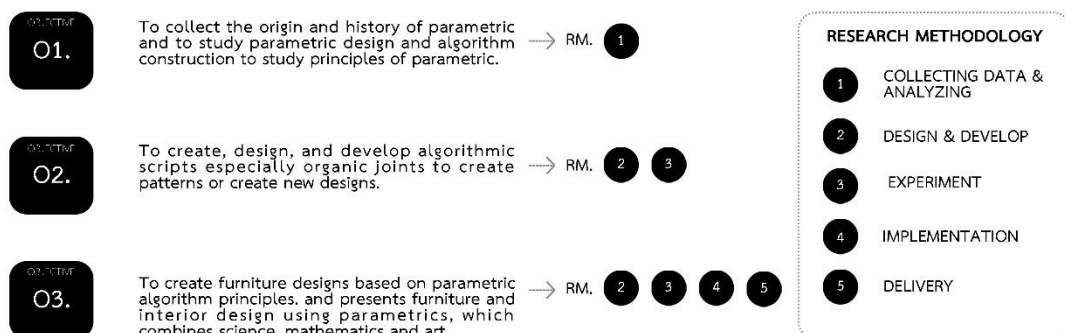 OBJECTIVE
O1.
To collect the origin and history of parametric
and to study parametric design and algorithm
construction to study principles of parametric.
RM. 1
OBJECTIVE
O2.
To create, design, and develop algorithmic
scripts especially organic joints to create
patterns or create new designs.
RM. 2 3
OBJECTIVE
O3.
To create furniture designs based on parametric
algorithm principles. and presents furniture and
interior design using parametrics, which
combines science, mathematics and art.
RM. 2 3 4 5
RESEARCH METHODOLOGY
1 COLLECTING DATA &
ANALYZING
2 DESIGN & DEVELOP
3 EXPERIMENT
4 IMPLEMENTATION
5 DELIVERY